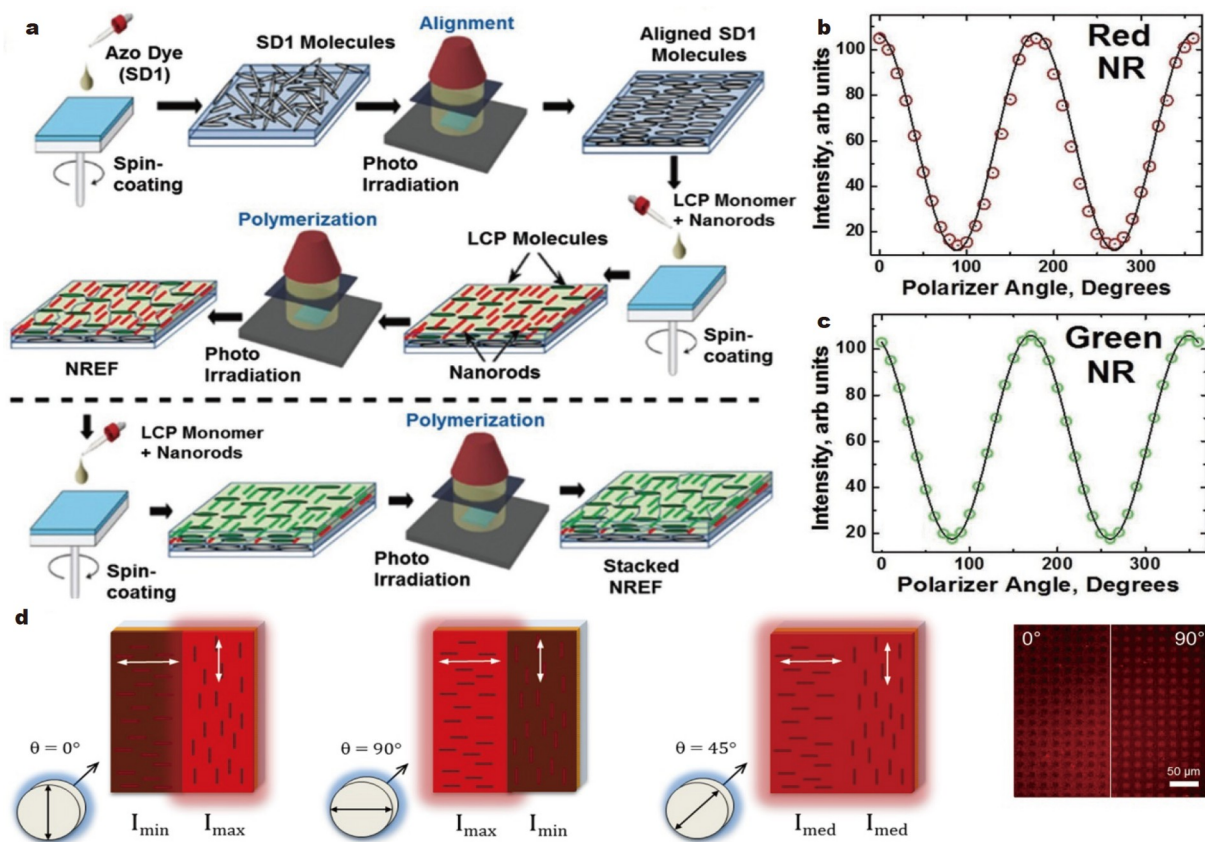 a
Azo Dye
(SD1)
Spin-
coating
SD1 Molecules
Alignment
Photo
Irradiation
Aligned SD1
Molecules
LCP Monomer
+ Nanorods
Spin-
coating
LCP Molecules
Nanorods
Polymerization
Photo
Irradiation
NREF
LCP Monomer
+ Nanorods
Spin-
coating
Polymerization
Photo
Irradiation
Stacked
NREF
b
Red
NR
Intensity, arb units
100
80
60
40
20
0 100 200 300
Polarizer Angle, Degrees
c
Green
NR
Intensity, arb units
100
80
60
40
20
0 100 200 300
Polarizer Angle, Degrees
d
θ = 0°
I_min I_max
θ = 90°
I_max I_min
θ = 45°
I_med I_med
0° 90°
50 μm